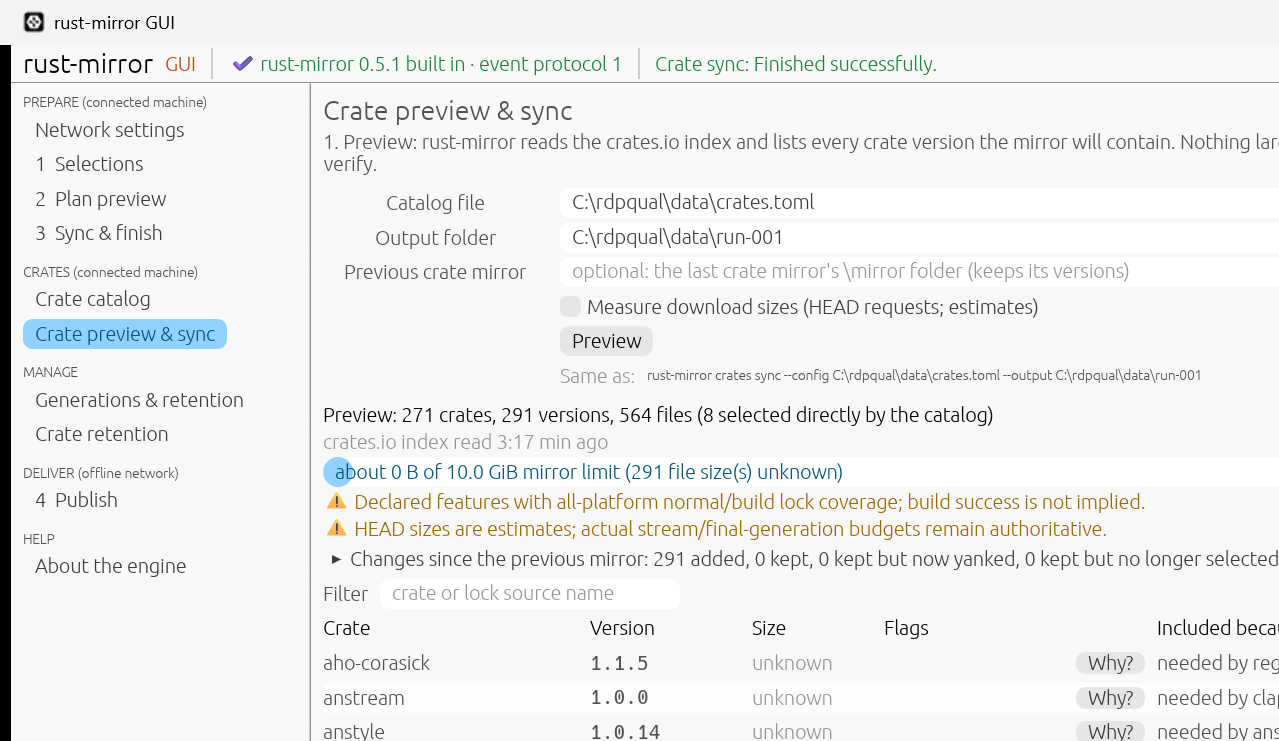 rust-mirror GUI
rust-mirror GUI
rust-mirror 0.5.1 built in · event protocol 1
Crate sync: Finished successfully.
PREPARE (connected machine)
Network settings
1 Selections
2 Plan preview
3 Sync & finish
CRATES (connected machine)
Crate catalog
Crate preview & sync
MANAGE
Generations & retention
Crate retention
DELIVER (offline network)
4 Publish
HELP
About the engine
Crate preview & sync
1. Preview: rust-mirror reads the crates.io index and lists every crate version the mirror will contain. Nothing
verify.
Catalog file C:\rdpqual\data\crates.toml
Output folder C:\rdpqual\data\run-001
Previous crate mirror optional: the last crate mirror's \mirror folder (keeps its versions)
Measure download sizes (HEAD requests; estimates)
Preview
Same as: rust-mirror crates sync --config C:\rdpqual\data\crates.toml --output C:\rdpqual\data\run-001
Preview: 271 crates, 291 versions, 564 files (8 selected directly by the catalog)
crates.io index read 3:17 min ago
about 0 B of 10.0 GiB mirror limit (291 file size(s) unknown)
⚠ Declared features with all-platform normal/build lock coverage; build success is not implied.
⚠ HEAD sizes are estimates; actual stream/final-generation budgets remain authoritative.
► Changes since the previous mirror: 291 added, 0 kept, 0 kept but now yanked, 0 kept but no longer selected
Filter crate or lock source name
Crate Version Size Flags Included
aho-corasick 1.1.5 unknown Why? needed by
anstream 1.0.0 unknown Why? needed by
anstyle 1.0.14 unknown Why? needed by